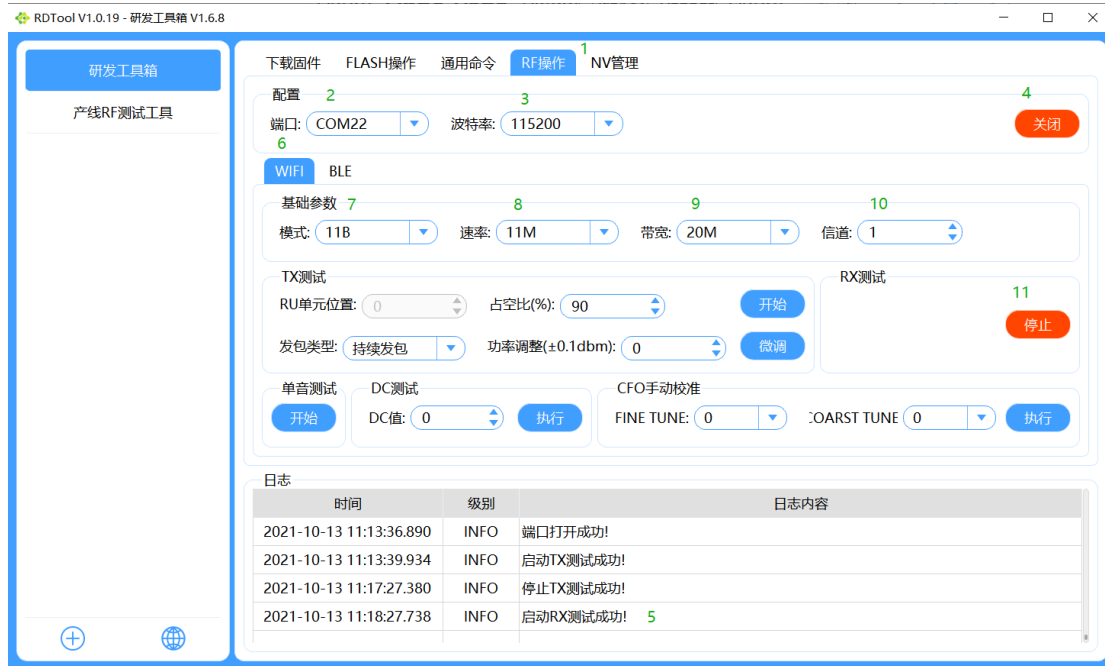 RDTool V1.0.19 - 研发工具箱 V1.6.8
研发工具箱
产线RF测试工具
下载固件 FLASH操作 通用命令 RF操作 1 NV管理
配置 2 3 4
端口: COM22 波特率: 115200 关闭
6
WIFI BLE
基础参数 7 8 9 10
模式: 11B 速率: 11M 带宽: 20M 信道: 1
TX测试 RX测试
RU单元位置: 0 占空比(%): 90 开始 11
停止
发包类型: 持续发包 功率调整(±0.1dbm): 0 微调
单音测试 DC测试 CFO手动校准
开始 DC值: 0 执行 FINE TUNE: 0 :OARST TUNE 0 执行
日志
时间 级别 日志内容
2021-10-13 11:13:36.890 INFO 端口打开成功!
2021-10-13 11:13:39.934 INFO 启动TX测试成功!
2021-10-13 11:17:27.380 INFO 停止TX测试成功!
2021-10-13 11:18:27.738 INFO 启动RX测试成功! 5